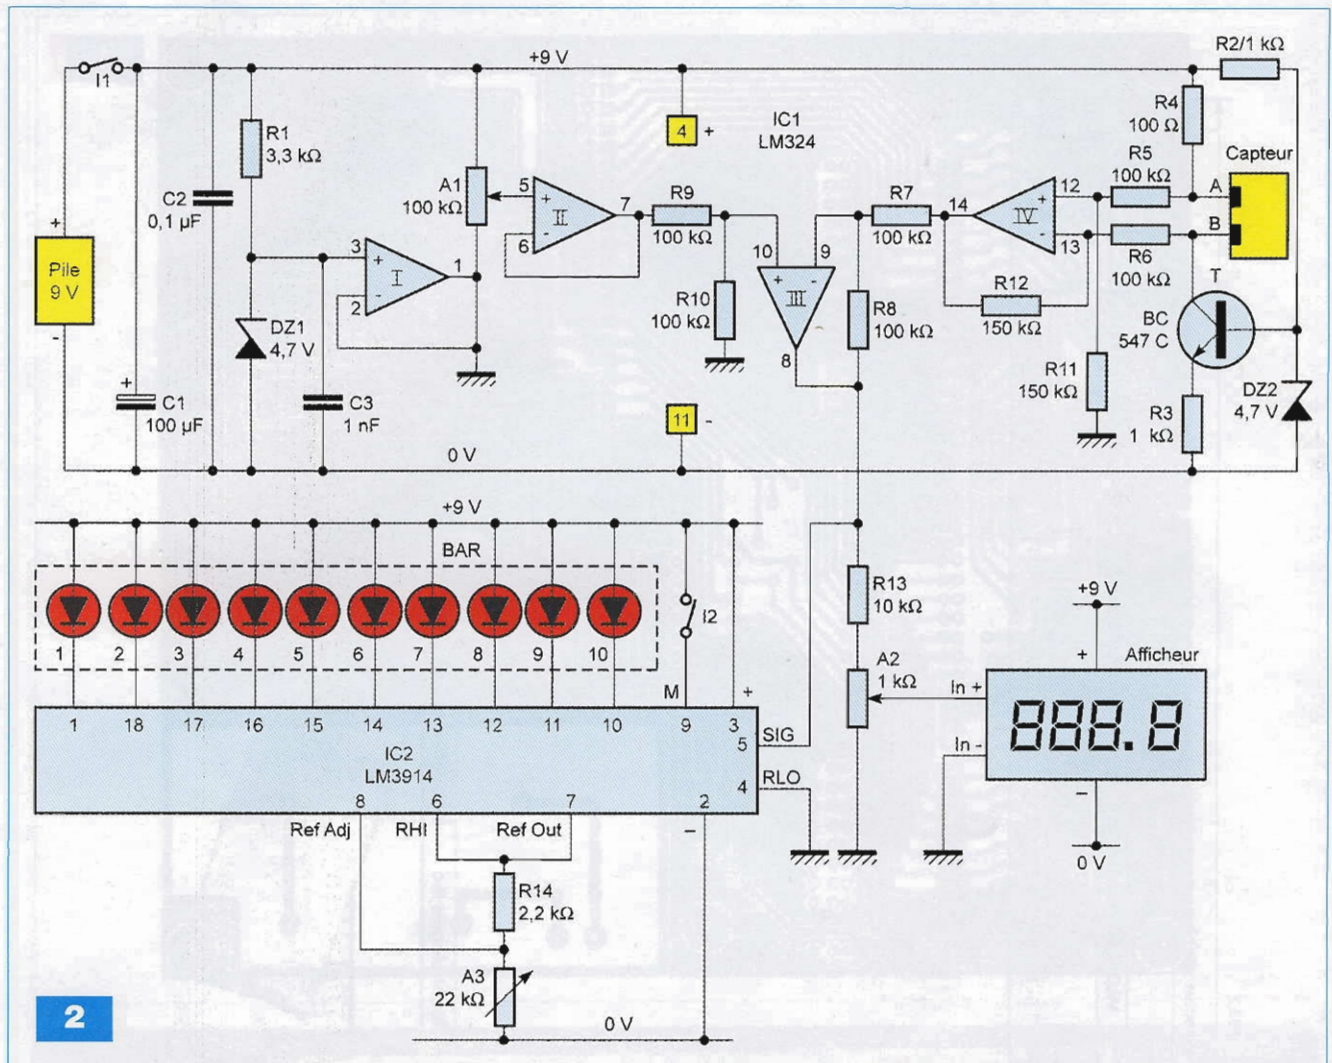 R2/1 kΩ
+9 V
I1
R1
3,3 kΩ
C2
0,1 µF
A1
100 kΩ
4 +
IC1
LM324
R4
100 Ω
Capteur
R5
100 kΩ
A
B
5
+
II
-
6
7
R9
100 kΩ
R7
100 kΩ
14
IV
12
+
-
13
R6
100 kΩ
+
Pile
9 V
-
3
+
I
-
2
1
10
+
9
-
III
8
R10
100 kΩ
R8
100 kΩ
R12
150 kΩ
R11
150 kΩ
T
BC
547 C
DZ1
4,7 V
DZ2
4,7 V
+
C1
100 µF
C3
1 nF
11 -
R3
1 kΩ
0 V
+9 V
BAR
1 2 3 4 5 6 7 8 9 10
I2
M
+
R13
10 kΩ
A2
1 kΩ
+9 V
+
Afficheur
In +
In -
888.8
–
0 V
1 18 17 16 15 14 13 12 11 10 9 3
IC2
LM3914
5 SIG
4 RLO
8 6 7 2
Ref Adj RHI Ref Out –
R14
2,2 kΩ
A3
22 kΩ
0 V
2